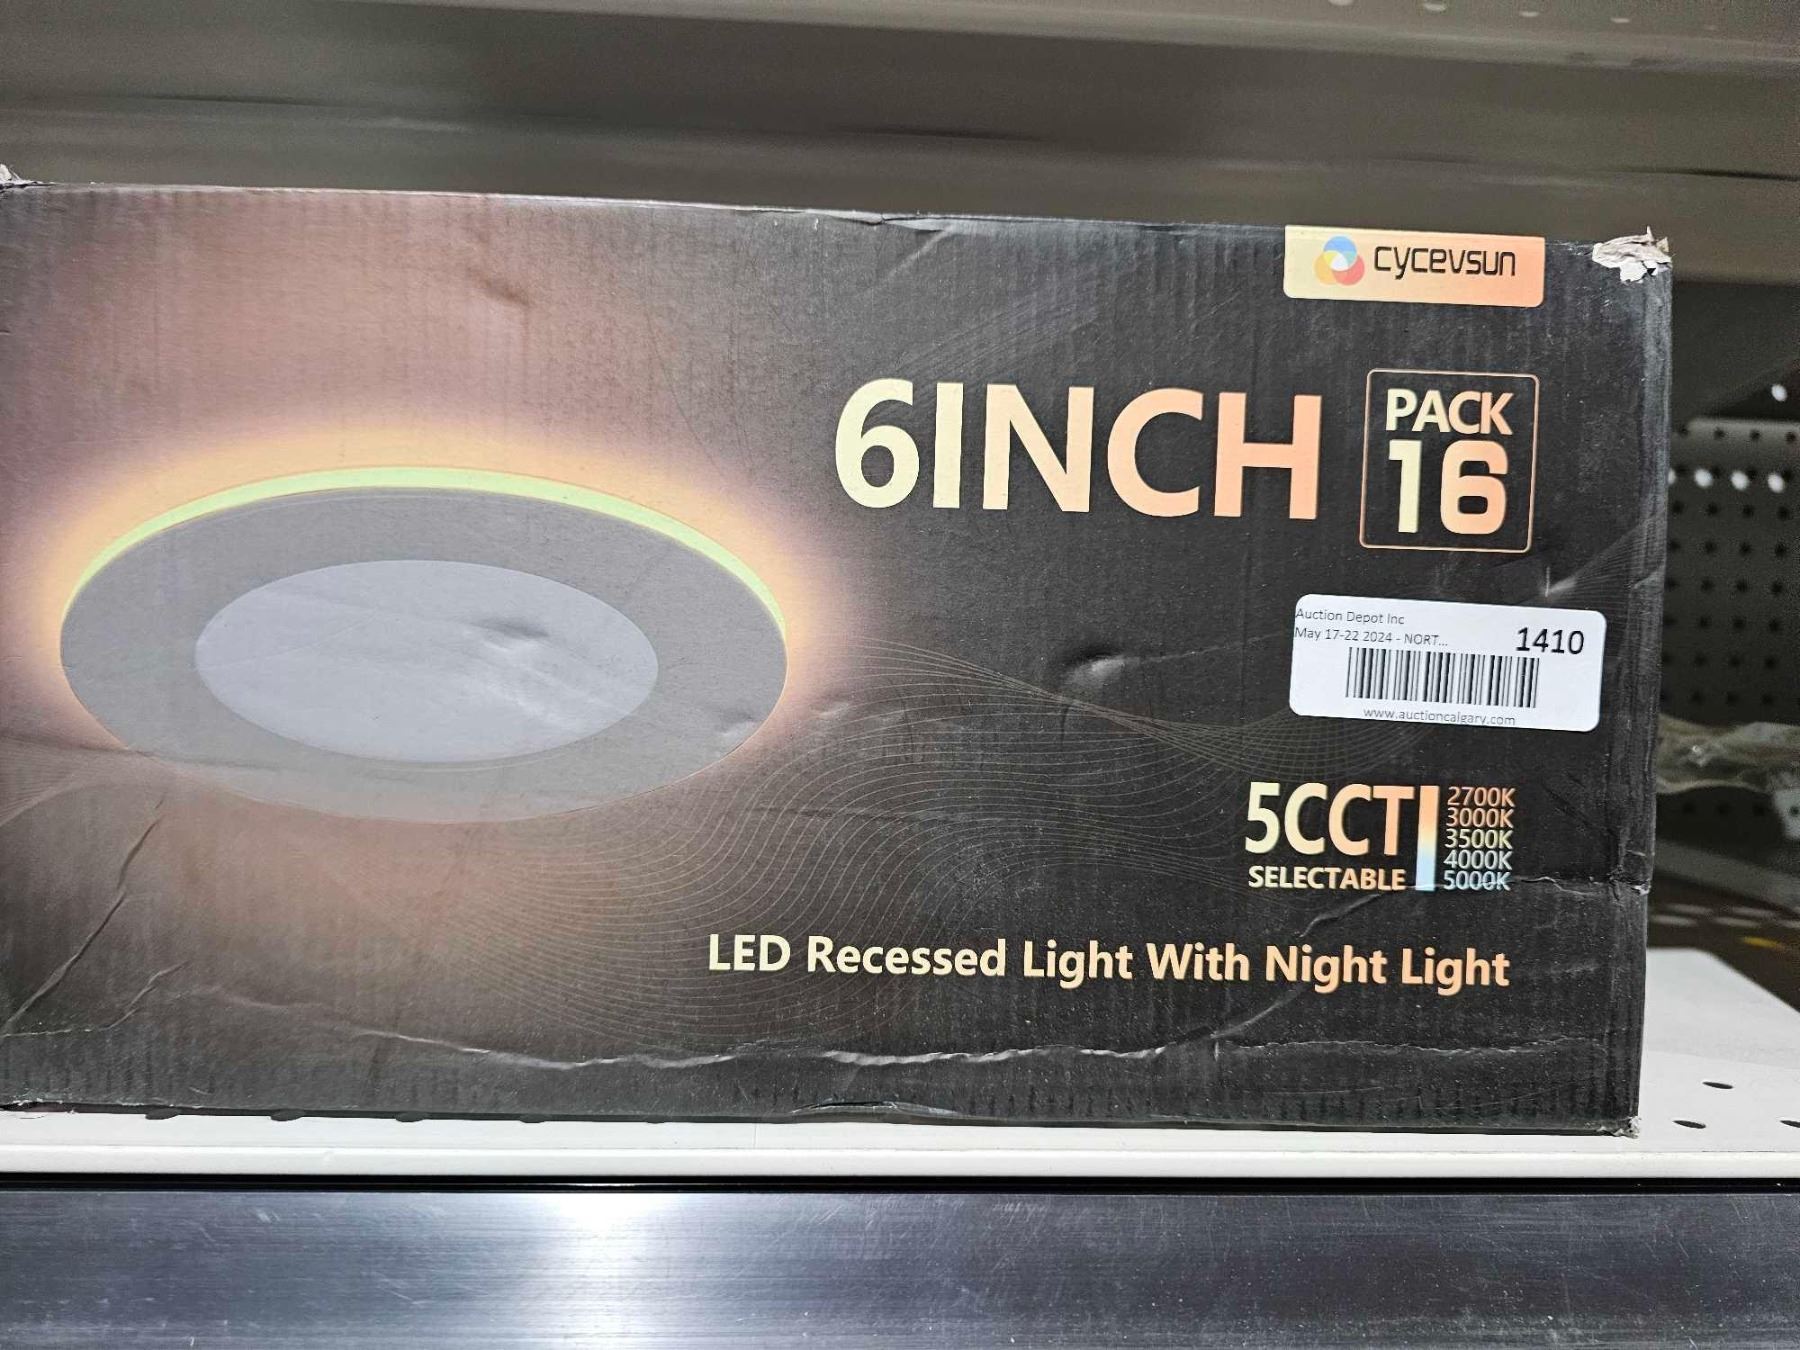 cycevsun
6INCH
PACK
16
Auction Depot Inc
May 17-22 2024 - NORT...
1410
www.auctioncalgary.com
5CCT
SELECTABLE
2700K
3000K
3500K
4000K
5000K
LED Recessed Light With Night Light